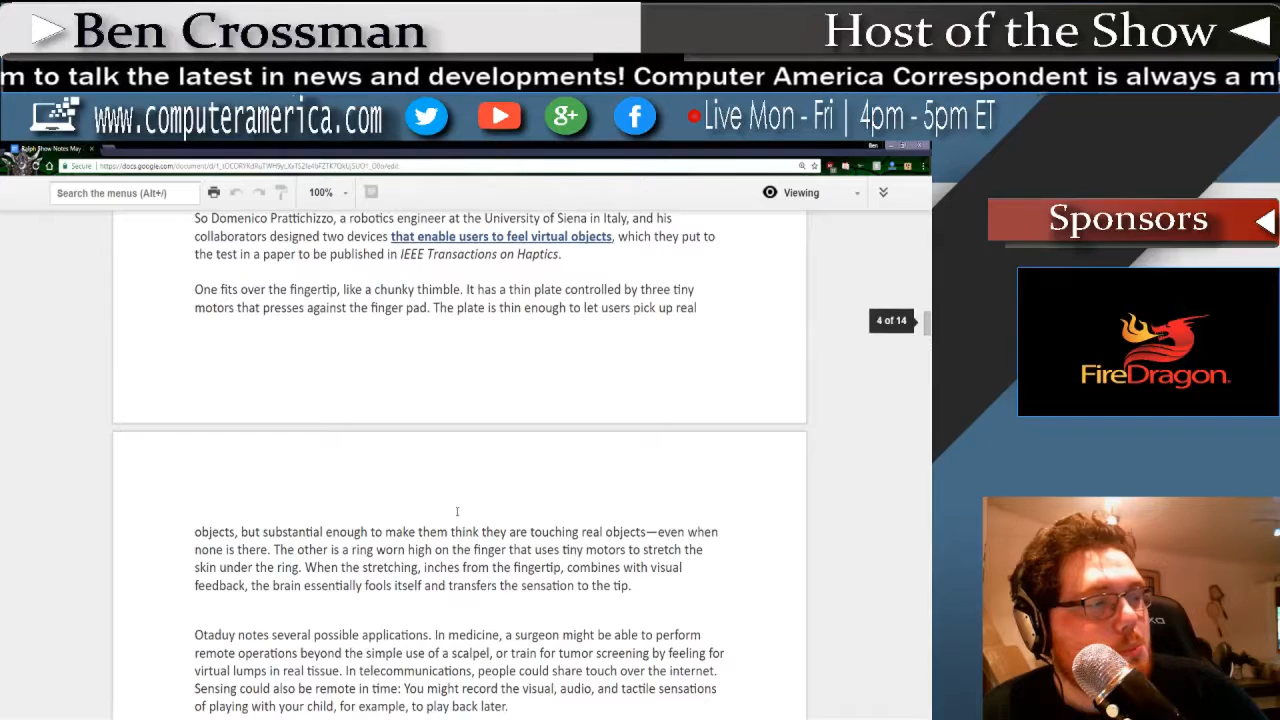 Ben Crossman
Host of the Show
m to talk the latest in news and developments! Computer America Correspondent is always a m
www.computeramerica.com
Live Mon - Fri | 4pm - 5pm ET
Ralph Show Notes May
Ben
Secure
Search the menus (Alt+/)
100%
Viewing
So Domenico Prattichizzo, a robotics engineer at the University of Siena in Italy, and his
collaborators designed two devices that enable users to feel virtual objects, which they put to
the test in a paper to be published in IEEE Transactions on Haptics.
One fits over the fingertip, like a chunky thimble. It has a thin plate controlled by three tiny
motors that presses against the finger pad. The plate is thin enough to let users pick up real
4 of 14
objects, but substantial enough to make them think they are touching real objects—even when
none is there. The other is a ring worn high on the finger that uses tiny motors to stretch the
skin under the ring. When the stretching, inches from the fingertip, combines with visual
feedback, the brain essentially fools itself and transfers the sensation to the tip.
Otaduy notes several possible applications. In medicine, a surgeon might be able to perform
remote operations beyond the simple use of a scalpel, or train for tumor screening by feeling for
virtual lumps in real tissue. In telecommunications, people could share touch over the internet.
Sensing could also be remote in time: You might record the visual, audio, and tactile sensations
of playing with your child, for example, to play back later.
Sponsors
FireDragon